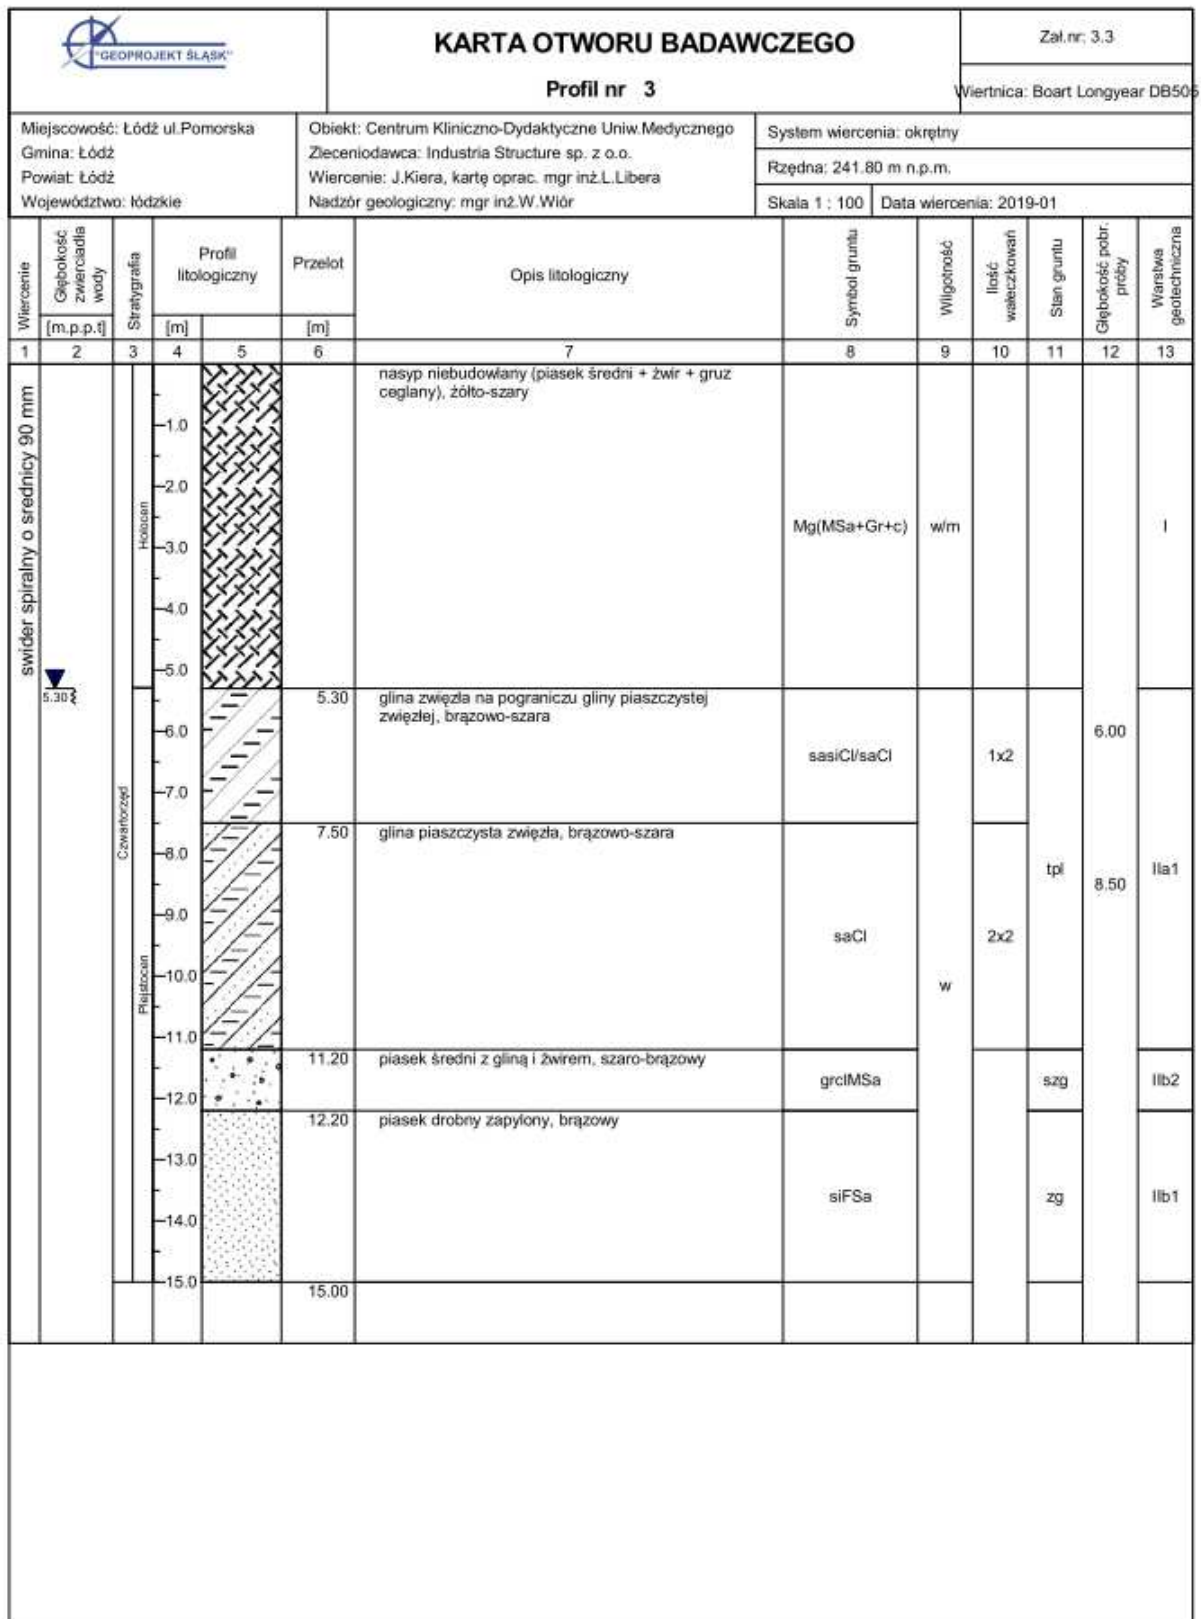 "GEOPROJEKT ŚLĄSK"
KARTA OTWORU BADAWCZEGO
Profil nr 3
Zał.nr: 3.3
Wiertnica: Boart Longyear DB505
Miejscowość: Łódź ul.Pomorska
Gmina: Łódź
Powiat: Łódź
Województwo: łódzkie
Obiekt: Centrum Kliniczno-Dydaktyczne Uniw.Medycznego
Zleceniodawca: Industria Structure sp. z o.o.
Wiercenie: J.Kiera, kartę oprac. mgr inż.L.Libera
Nadzór geologiczny: mgr inż.W.Wiór
System wiercenia: okrętny
Rzędna: 241.80 m n.p.m.
Skala 1 : 100
Data wiercenia: 2019-01
Wiercenie
Głębokość zwierciadła wody
[m.p.p.t]
Stratygrafia
Profil litologiczny
[m]
Przelot
[m]
Opis litologiczny
Symbol gruntu
Wilgotność
Ilość wałeczkowań
Stan gruntu
Głębokość pobr. próby
Warstwa geotechniczna
1 2 3 4 5 6 7 8 9 10 11 12 13
swider spiralny o srednicy 90 mm
5.30
Czwartorzęd
Holocen
Plejstocen
1.0
2.0
3.0
4.0
5.0
6.0
7.0
8.0
9.0
10.0
11.0
12.0
13.0
14.0
15.0
nasyp niebudowlany (piasek średni + żwir + gruz
ceglany), żółto-szary
Mg(MSa+Gr+c) w/m I
5.30 glina zwięzła na pograniczu gliny piaszczystej
zwięzłej, brązowo-szara
sasiCl/saCl 1x2
6.00
7.50 glina piaszczysta zwięzła, brązowo-szara
tpl 8.50 IIa1
saCl 2x2
w
11.20 piasek średni z gliną i żwirem, szaro-brązowy
grclMSa szg IIb2
12.20 piasek drobny zapylony, brązowy
siFSa zg IIb1
15.00